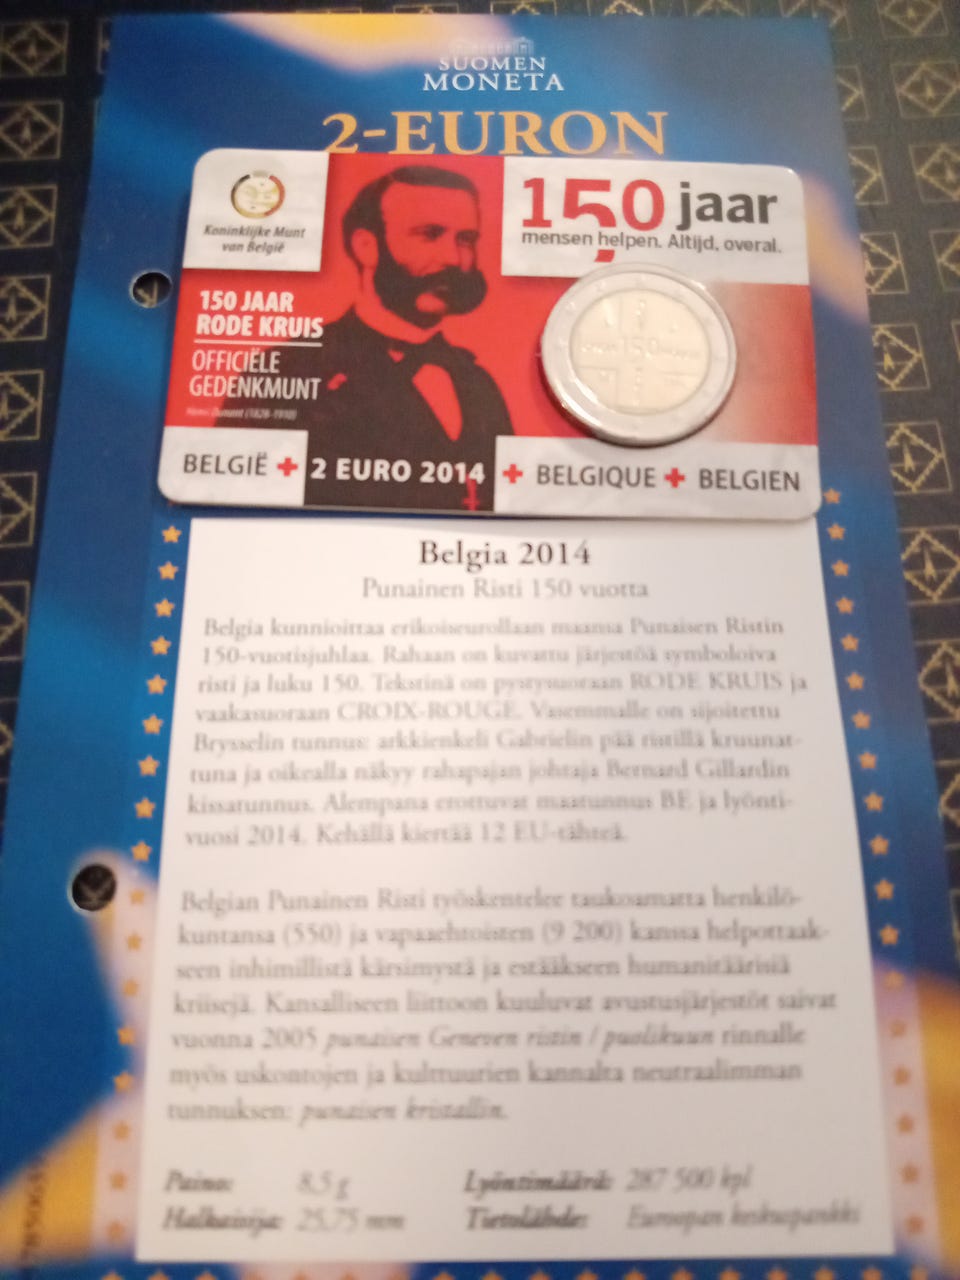 SUOMEN
MONETA
2-EURON
Koninklijke Munt
van België
150 jaar
mensen helpen. Altijd, overal.
150 JAAR
RODE KRUIS
OFFICIËLE
GEDENKMUNT
Henri Dunant (1828-1910)
150
BELGIË + 2 EURO 2014 + BELGIQUE + BELGIEN
Belgia 2014
Punainen Risti 150 vuotta
Belgia kunnioittaa erikoiseurollaan maansa Punaisen Ristin
150-vuotisjuhlaa. Rahaan on kuvattu järjestöä symboloiva
risti ja luku 150. Tekstinä on pystysuoraan RODE KRUIS ja
vaakasuoraan CROIX-ROUGE. Vasemmalle on sijoitettu
Brysselin tunnus: arkkienkeli Gabrielin pää ristillä kruunat-
tuna ja oikealla näkyy rahapajan johtaja Bernard Gillardin
kissatunnus. Alempana erottuvat maatunnus BE ja lyönti-
vuosi 2014. Kehällä kiertää 12 EU-tähteä.
Belgian Punainen Risti työskentelee taukoamatta henkilö-
kuntansa (550) ja vapaaehtoisten (9 200) kanssa helpottaak-
seen inhimillistä kärsimystä ja estääkseen humanitäärisiä
kriisejä. Kansalliseen liittoon kuuluvat avustusjärjestöt saivat
vuonna 2005 punaisen Geneven ristin / puolikuun rinnalle
myös uskontojen ja kulttuurien kannalta neutraalimman
tunnuksen: punaisen kristallin.
Paino: 8,5 g Lyöntimäärä: 287 500 kpl
Halkaisija: 25,75 mm Tietolähde: Euroopan keskuspankki